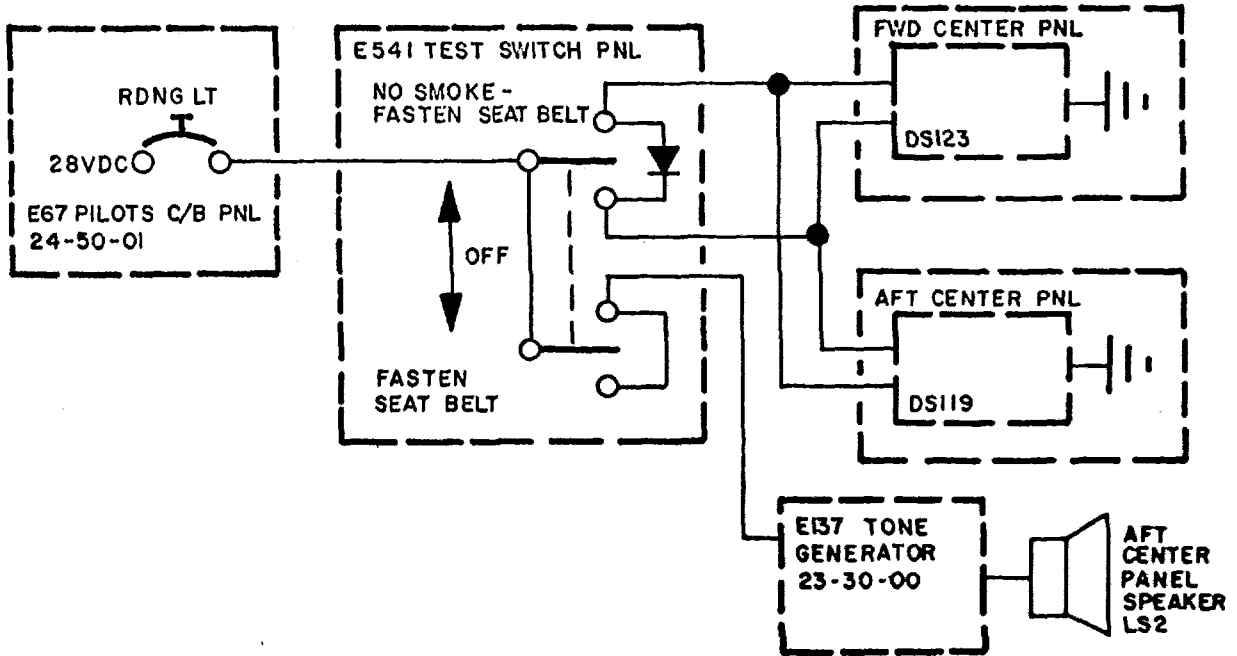 RDNG LT
28VDC
E67 PILOTS C/B PNL
24-50-01
E541 TEST SWITCH PNL
NO SMOKE-
FASTEN SEAT BELT
OFF
FASTEN
SEAT BELT
FWD CENTER PNL
DS123
AFT CENTER PNL
DS119
E137 TONE
GENERATOR
23-30-00
AFT
CENTER
PANEL
SPEAKER
LS2